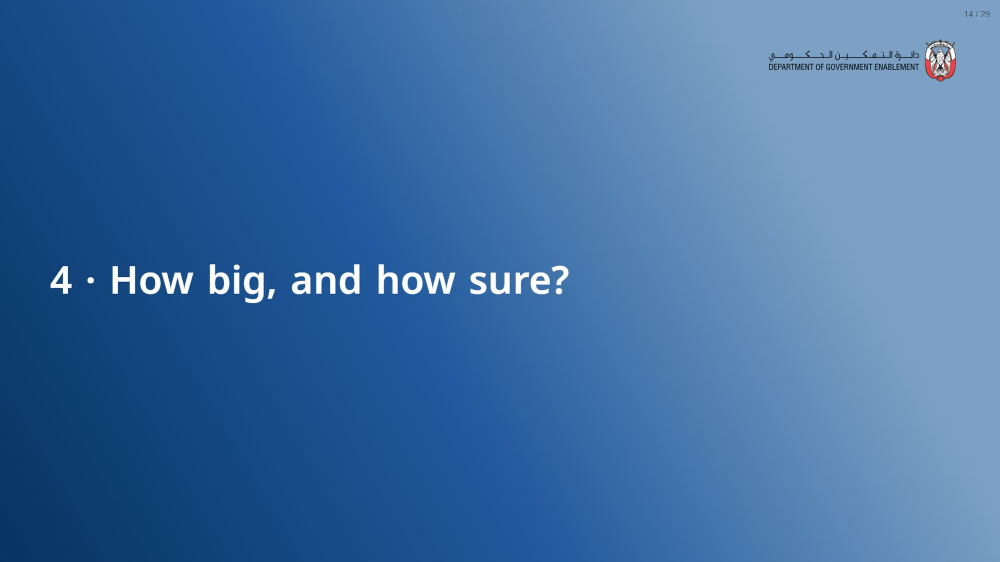 14 / 29
دائرة التمكين الحكومي
DEPARTMENT OF GOVERNMENT ENABLEMENT
4 · How big, and how sure?